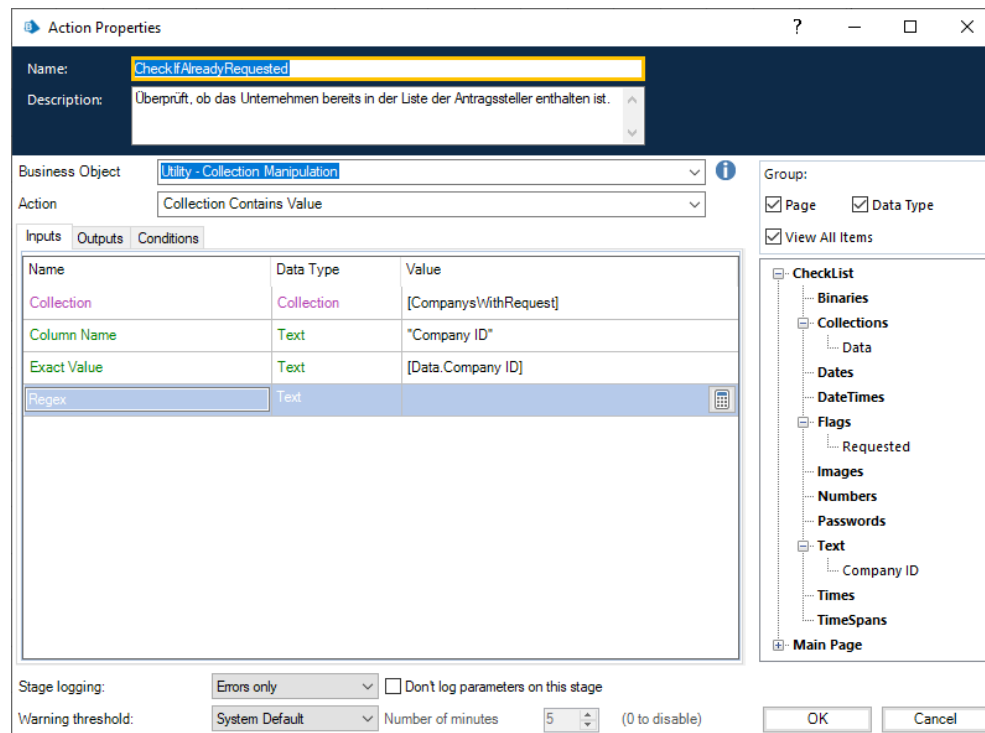 Action Properties
Name: CheckIfAlreadyRequested
Description: Überprüft, ob das Unternehmen bereits in der Liste der Antragssteller enthalten ist.
Business Object Utility - Collection Manipulation
Action Collection Contains Value
Inputs Outputs Conditions
Name Data Type Value
Collection Collection [CompanysWithRequest]
Column Name Text "Company ID"
Exact Value Text [Data.Company ID]
Regex Text
Group:
Page Data Type
View All Items
CheckList
Binaries
Collections
Data
Dates
DateTimes
Flags
Requested
Images
Numbers
Passwords
Text
Company ID
Times
TimeSpans
Main Page
Stage logging: Errors only Don't log parameters on this stage
Warning threshold: System Default Number of minutes 5 (0 to disable)
OK Cancel